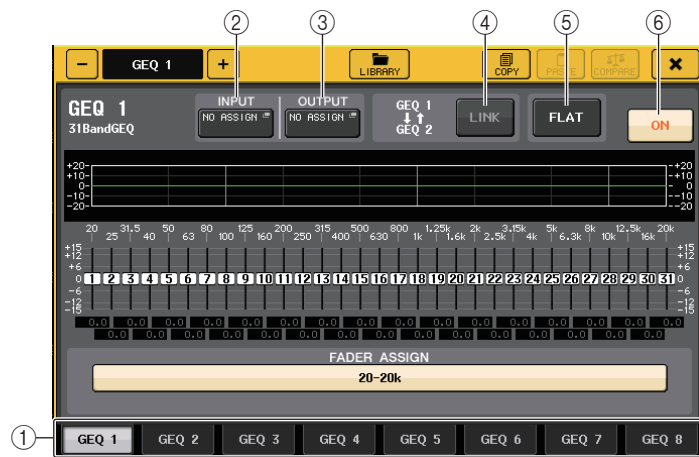 ② ③ ④ ⑤ ⑥
− GEQ 1 + LIBRARY COPY PASTE COMPARE ×
GEQ 1
31BandGEQ
INPUT OUTPUT
NO ASSIGN NO ASSIGN
GEQ 1
↓↑
GEQ 2
LINK FLAT ON
+20 +20
+10 +10
0 0
−10 −10
−20 −20
20 31.5 50 80 125 200 315 500 800 1.25k 2k 3.15k 5k 8k 12.5k 20k
25 40 63 100 160 250 400 630 1k 1.6k 2.5k 4k 6.3k 10k 16k
+15 +15
+12 +12
+6 +6
0 1 2 3 4 5 6 7 8 9 10 11 12 13 14 15 16 17 18 19 20 21 22 23 24 25 26 27 28 29 30 31 0
−6 −6
−12 −12
−15 −15
0.0 0.0 0.0 0.0 0.0 0.0 0.0 0.0 0.0 0.0 0.0 0.0 0.0 0.0 0.0 0.0
0.0 0.0 0.0 0.0 0.0 0.0 0.0 0.0 0.0 0.0 0.0 0.0 0.0 0.0 0.0
FADER ASSIGN
20-20k
① GEQ 1 GEQ 2 GEQ 3 GEQ 4 GEQ 5 GEQ 6 GEQ 7 GEQ 8